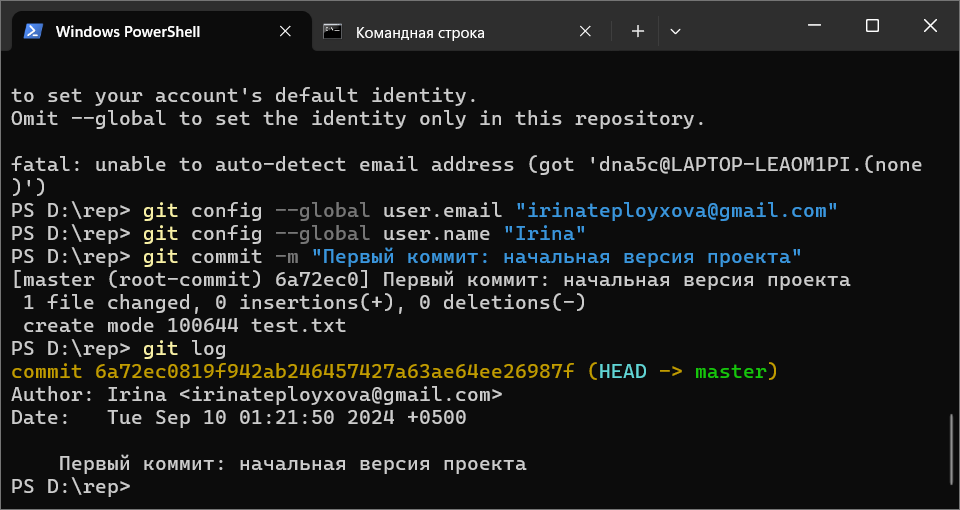 Windows PowerShell
Командная строка
to set your account's default identity.
Omit --global to set the identity only in this repository.
fatal: unable to auto-detect email address (got 'dna5c@LAPTOP-LEAOM1PI.(none
)')
PS D:\rep> git config --global user.email "irinateployxova@gmail.com"
PS D:\rep> git config --global user.name "Irina"
PS D:\rep> git commit -m "Первый коммит: начальная версия проекта"
[master (root-commit) 6a72ec0] Первый коммит: начальная версия проекта
 1 file changed, 0 insertions(+), 0 deletions(-)
 create mode 100644 test.txt
PS D:\rep> git log
commit 6a72ec0819f942ab246457427a63ae64ee26987f (HEAD -> master)
Author: Irina <irinateployxova@gmail.com>
Date:   Tue Sep 10 01:21:50 2024 +0500
    Первый коммит: начальная версия проекта
PS D:\rep>